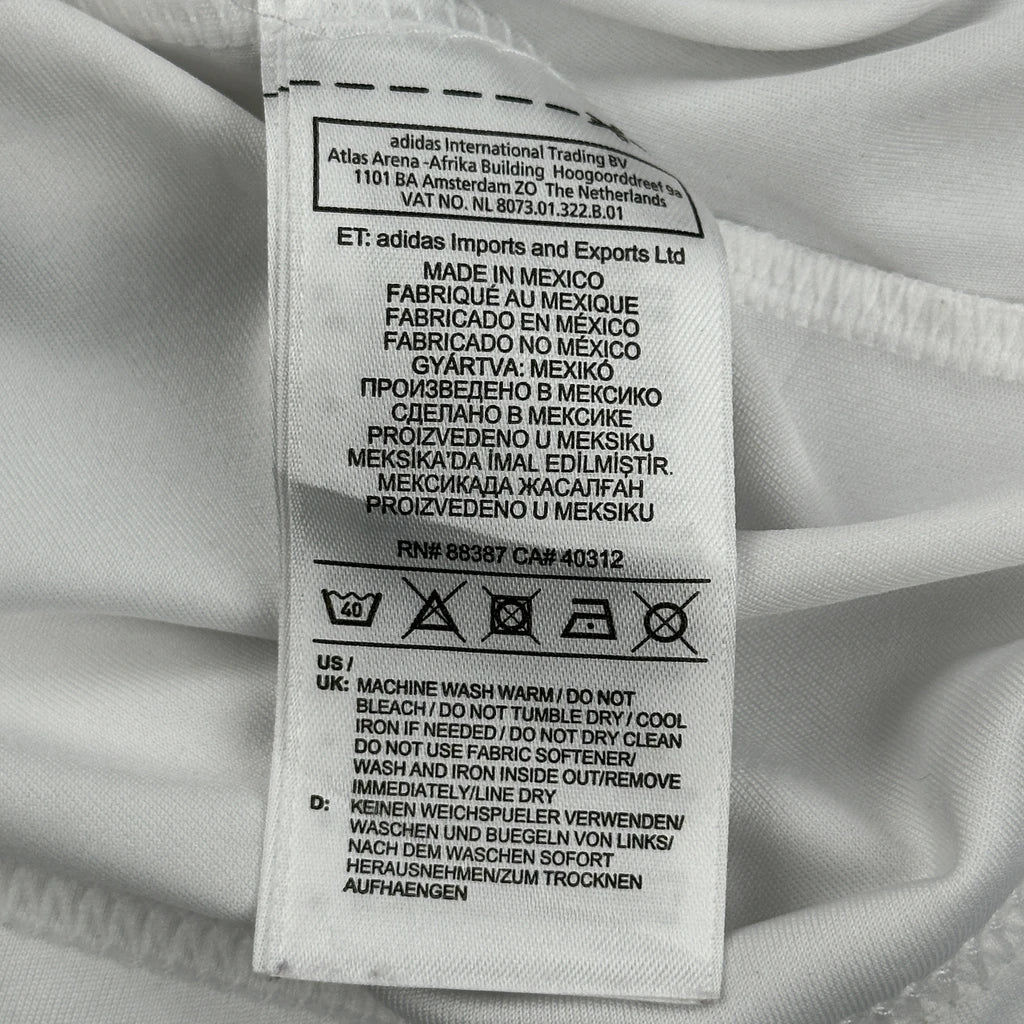 adidas International Trading BV
Atlas Arena -Afrika Building Hoogoorddreef 9a
1101 BA Amsterdam ZO The Netherlands
VAT NO. NL 8073.01.322.B.01
ET: adidas Imports and Exports Ltd
MADE IN MEXICO
FABRIQUÉ AU MEXIQUE
FABRICADO EN MÉXICO
FABRICADO NO MÉXICO
GYÁRTVA: MEXIKÓ
ПРОИЗВЕДЕНО В МЕКСИКО
СДЕЛАНО В МЕКСИКЕ
PROIZVEDENO U MEKSIKU
MEKSİKA'DA İMAL EDİLMİŞTİR.
МЕКСИКАДА ЖАСАЛҒАН
PROIZVEDENO U MEKSIKU
RN# 88387 CA# 40312
40
US /
UK: MACHINE WASH WARM / DO NOT
BLEACH / DO NOT TUMBLE DRY / COOL
IRON IF NEEDED / DO NOT DRY CLEAN
DO NOT USE FABRIC SOFTENER/
WASH AND IRON INSIDE OUT/REMOVE
IMMEDIATELY/LINE DRY
D: KEINEN WEICHSPUELER VERWENDEN/
WASCHEN UND BUEGELN VON LINKS/
NACH DEM WASCHEN SOFORT
HERAUSNEHMEN/ZUM TROCKNEN
AUFHAENGEN